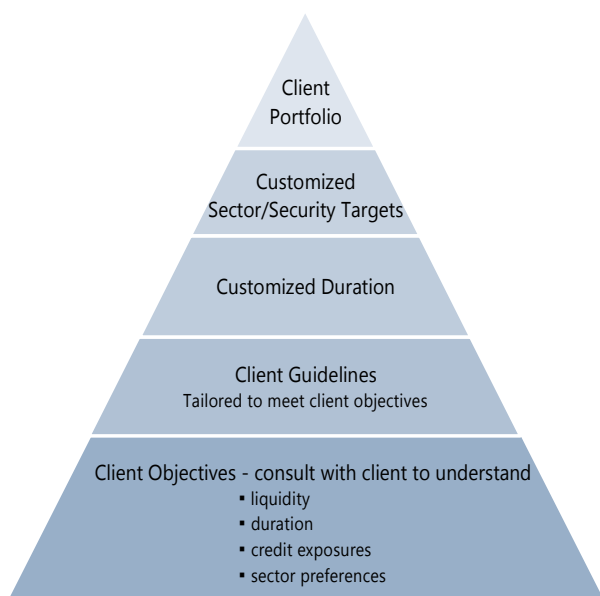 Client
Portfolio
Customized
Sector/Security Targets
Customized Duration
Client Guidelines
Tailored to meet client objectives
Client Objectives - consult with client to understand
▪ liquidity
▪ duration
▪ credit exposures
▪ sector preferences